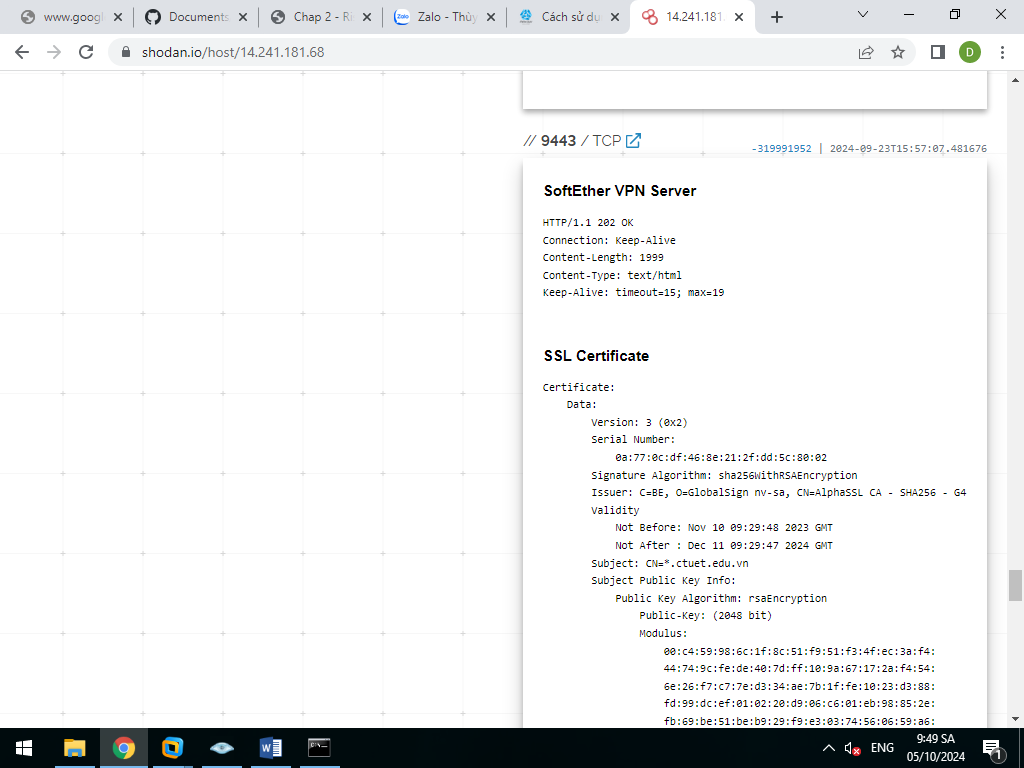 www.googl
Documents
Chap 2 - Ri
Zalo - Thùy
Cách sử dụ
14.241.181.
shodan.io/host/14.241.181.68
D
// 9443 / TCP
-319991952 | 2024-09-23T15:57:07.481676
SoftEther VPN Server
HTTP/1.1 202 OK
Connection: Keep-Alive
Content-Length: 1999
Content-Type: text/html
Keep-Alive: timeout=15; max=19
SSL Certificate
Certificate:
Data:
Version: 3 (0x2)
Serial Number:
0a:77:0c:df:46:8e:21:2f:dd:5c:80:02
Signature Algorithm: sha256WithRSAEncryption
Issuer: C=BE, O=GlobalSign nv-sa, CN=AlphaSSL CA - SHA256 - G4
Validity
Not Before: Nov 10 09:29:48 2023 GMT
Not After : Dec 11 09:29:47 2024 GMT
Subject: CN=*.ctuet.edu.vn
Subject Public Key Info:
Public Key Algorithm: rsaEncryption
Public-Key: (2048 bit)
Modulus:
00:c4:59:98:6c:1f:8c:51:f9:51:f3:4f:ec:3a:f4:
44:74:9c:fe:de:40:7d:ff:10:9a:67:17:2a:f4:54:
6e:26:f7:c7:7e:d3:34:ae:7b:1f:fe:10:23:d3:88:
fd:99:dc:ef:01:02:20:d9:06:c6:01:eb:98:85:2e:
fb:69:be:51:be:b9:29:f9:e3:03:74:56:06:59:a6:
ENG
9:49 SA
05/10/2024
1